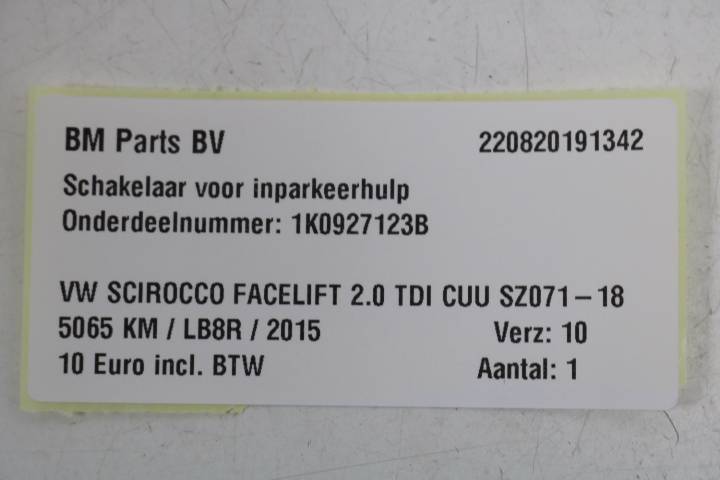 BM Parts BV 220820191342
Schakelaar voor inparkeerhulp
Onderdeelnummer: 1K0927123B
VW SCIROCCO FACELIFT 2.0 TDI CUU SZ071-18
5065 KM / LB8R / 2015 Verz: 10
10 Euro incl. BTW Aantal: 1